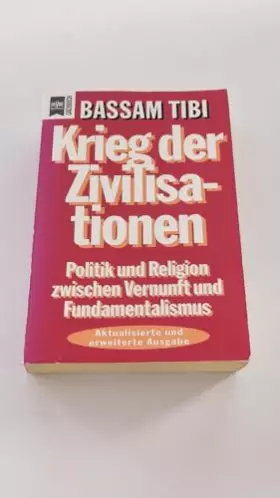 BASSAM TIBI
Krieg der
Zivilisa-
tionen
Politik und Religion
zwischen Vernunft und
Fundamentalismus
Aktualisierte und
erweiterte Ausgabe